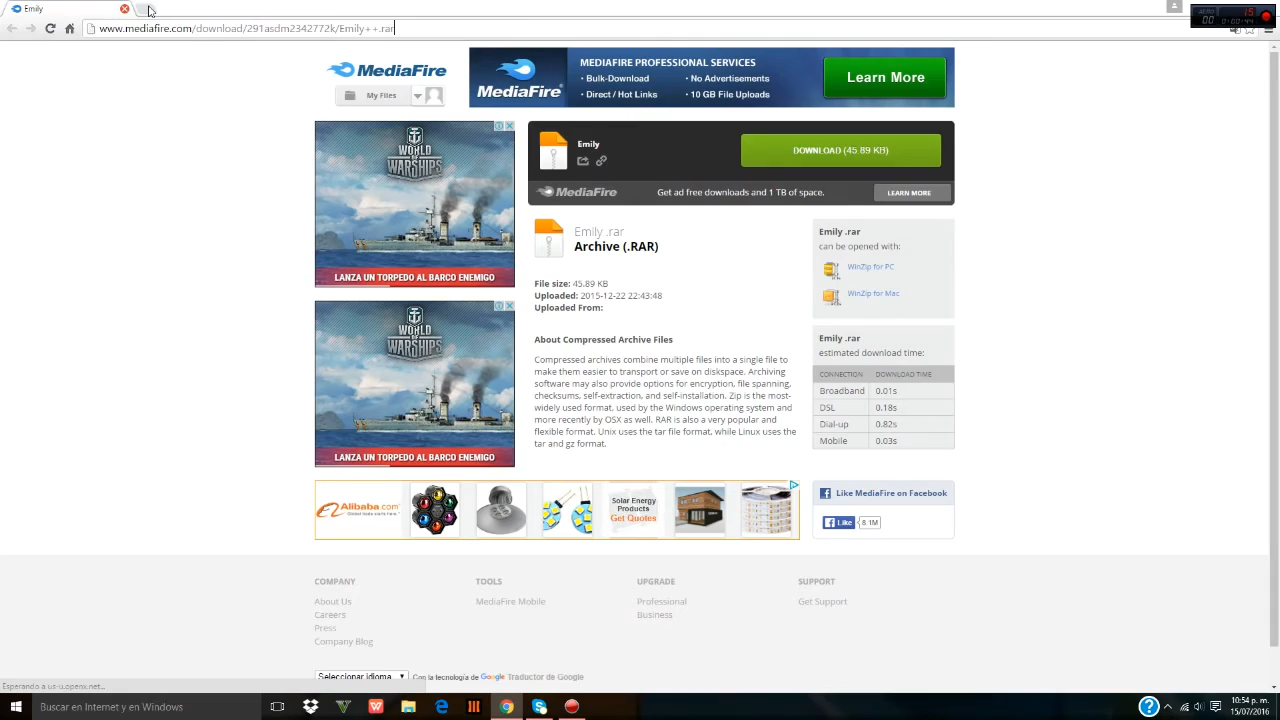 Emily
www.mediafire.com/download/291asdm2342772k/Emily++.rar
MediaFire
My Files
MediaFire
MEDIAFIRE PROFESSIONAL SERVICES
• Bulk-Download • No Advertisements
• Direct / Hot Links • 10 GB File Uploads
Learn More
WORLD OF WARSHIPS
LANZA UN TORPEDO AL BARCO ENEMIGO
Emily
DOWNLOAD (45.89 KB)
MediaFire
Get ad free downloads and 1 TB of space.
LEARN MORE
Emily .rar
Archive (.RAR)
File size: 45.89 KB
Uploaded: 2015-12-22 22:43:48
Uploaded From:
About Compressed Archive Files
Compressed archives combine multiple files into a single file to
make them easier to transport or save on diskspace. Archiving
software may also provide options for encryption, file spanning,
checksums, self-extraction, and self-installation. Zip is the most-
widely used format, used by the Windows operating system and
more recently by OSX as well. RAR is also a very popular and
flexible format. Unix uses the tar file format, while Linux uses the
tar and gz format.
Emily .rar
can be opened with:
WinZip for PC
WinZip for Mac
Emily .rar
estimated download time:
CONNECTION DOWNLOAD TIME
Broadband 0.01s
DSL 0.18s
Dial-up 0.82s
Mobile 0.03s
WORLD OF WARSHIPS
LANZA UN TORPEDO AL BARCO ENEMIGO
Alibaba.com
Global trade starts here
Solar Energy
Products
Get Quotes
Like MediaFire on Facebook
Like 8.1M
COMPANY
About Us
Careers
Press
Company Blog
TOOLS
MediaFire Mobile
UPGRADE
Professional
Business
SUPPORT
Get Support
Seleccionar idioma
Con la tecnología de Google Traductor de Google
Esperando a us-u.openx.net...
Buscar en Internet y en Windows
10:54 p. m.
15/07/2016